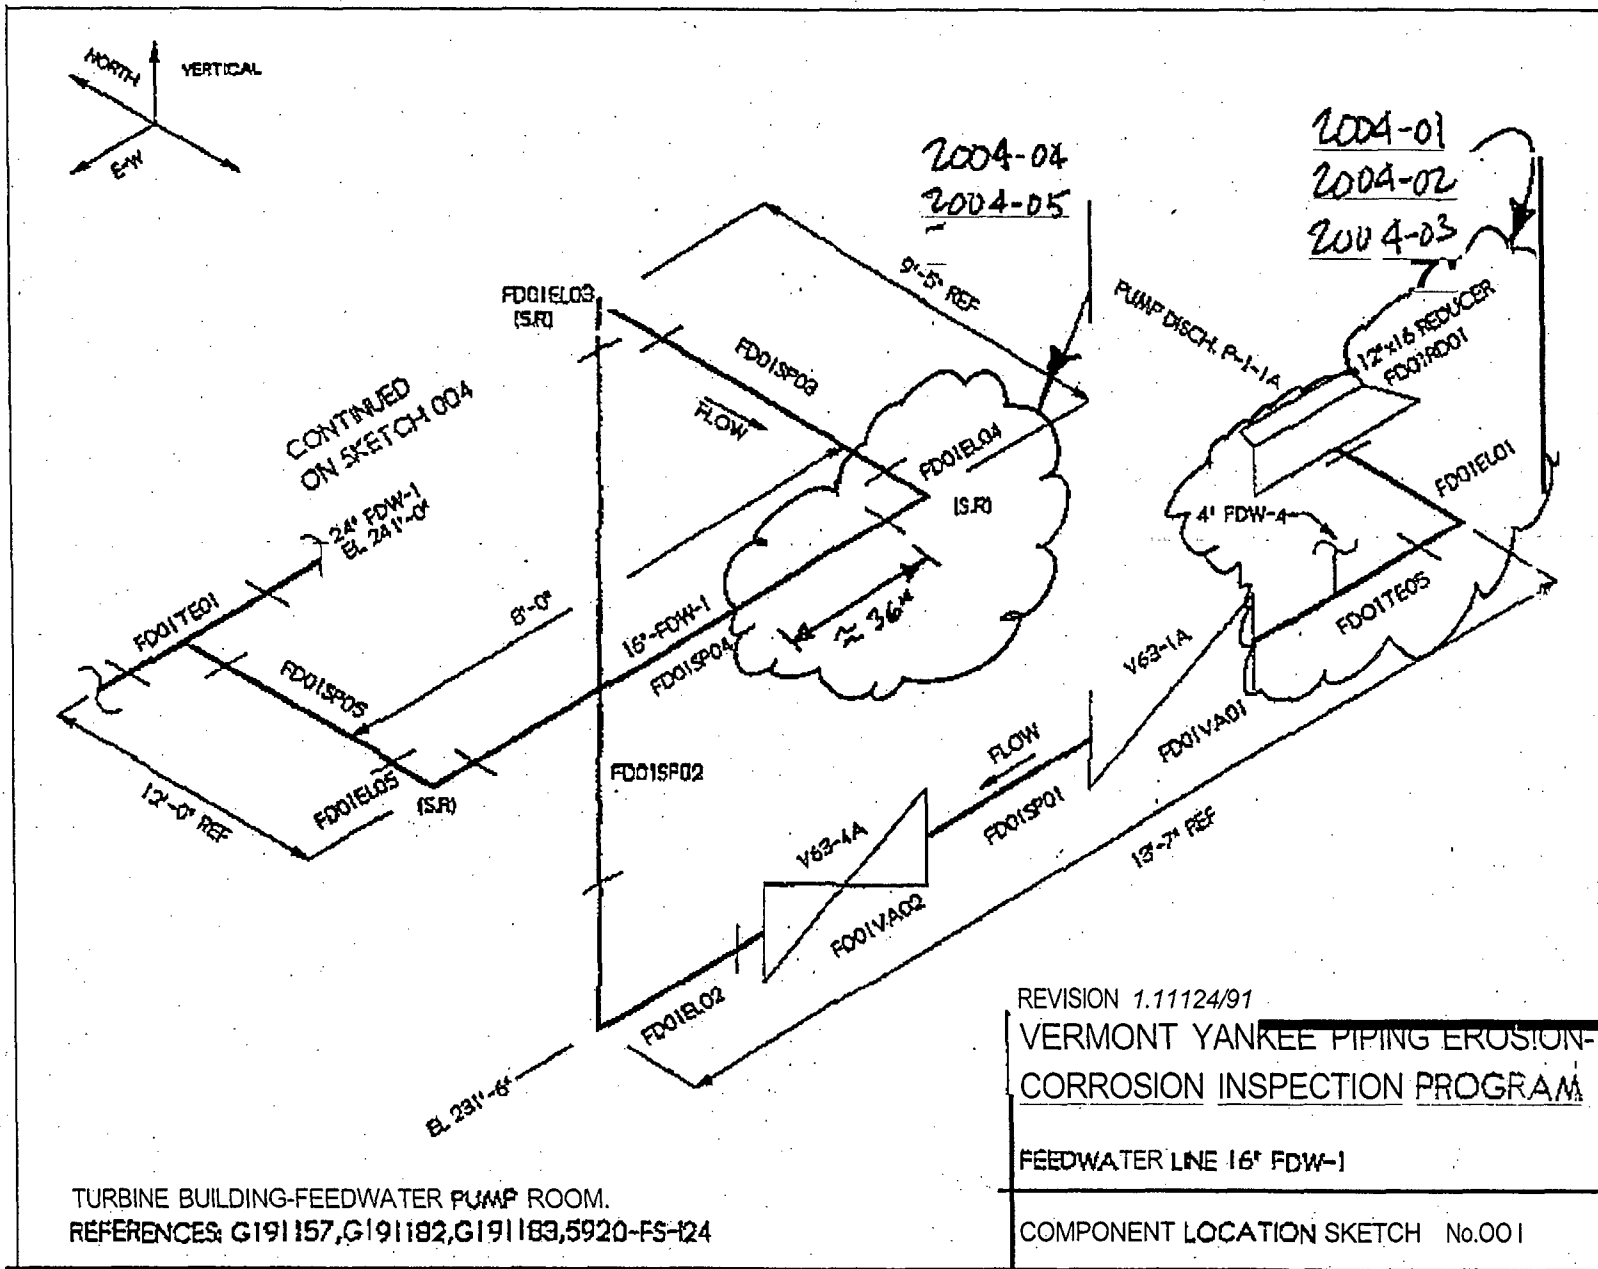 NORTH
VERTICAL
E-W
2004-04
2004-05
2004-01
2004-02
2004-03
7'
9'-5" REF
FD01EL03
(S.R)
FD01SP03
FLOW
PUMP DISCH. P-1-1A
12"x16 REDUCER
FD01RD01
CONTINUED
ON SKETCH 004
FD01EL04
(S.R)
FD01EL01
24" FDW-1
EL 241'-0"
4" FDW-4
FD01TE01
8'-0"
16"-FDW-1
FD01SP04
≈ 36"
FD01TE05
V63-1A
FD01SP05
FD01VA01
FLOW
FD01SP02
FD01EL05
(S.R)
12'-0" REF
FD01SP01
13'-7" REF
V63-4A
FD01VA02
FD01EL02
EL 231'-6"
REVISION 1.11124/91
VERMONT YANKEE PIPING EROSION-
CORROSION INSPECTION PROGRAM
FEEDWATER LINE 16" FDW-1
COMPONENT LOCATION SKETCH No.001
TURBINE BUILDING-FEEDWATER PUMP ROOM.
REFERENCES: G191157,G191182,G191183,5920-FS-124